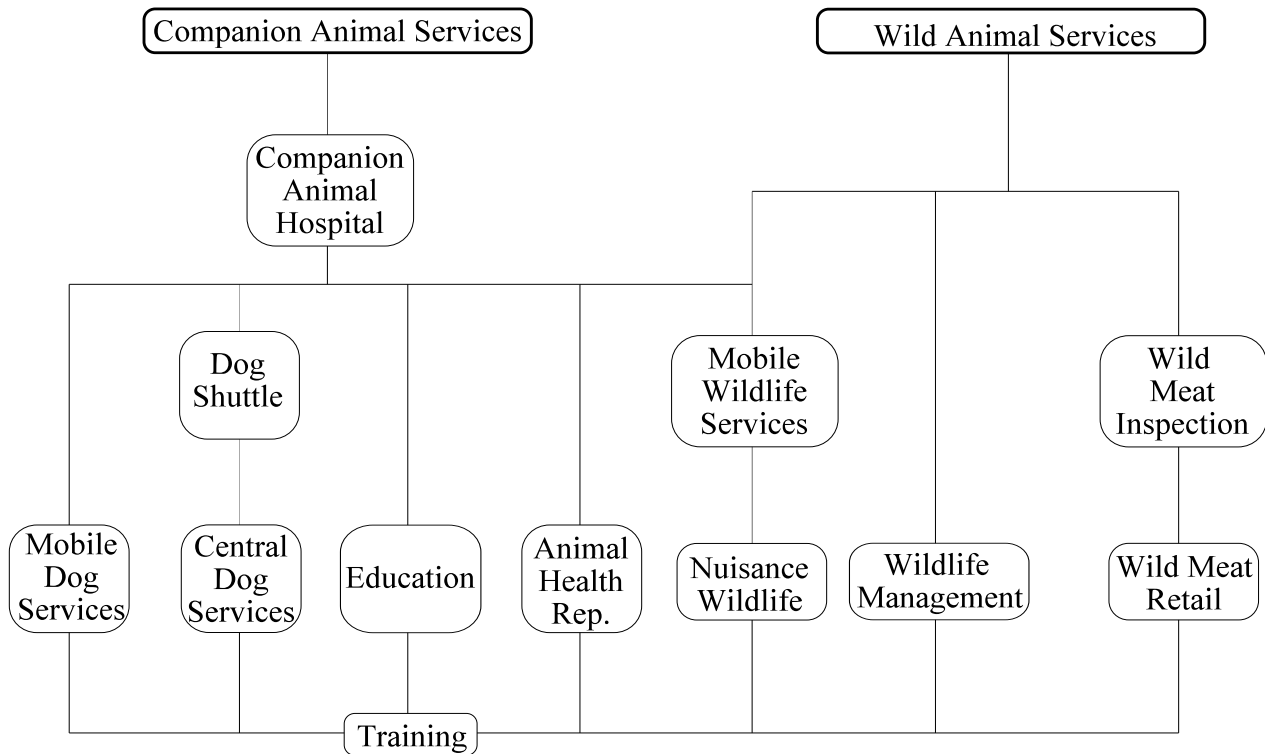 Companion Animal Services
Wild Animal Services
Companion
Animal
Hospital
Dog
Shuttle
Mobile
Wildlife
Services
Wild
Meat
Inspection
Mobile
Dog
Services
Central
Dog
Services
Education
Animal
Health
Rep.
Nuisance
Wildlife
Wildlife
Management
Wild Meat
Retail
Training